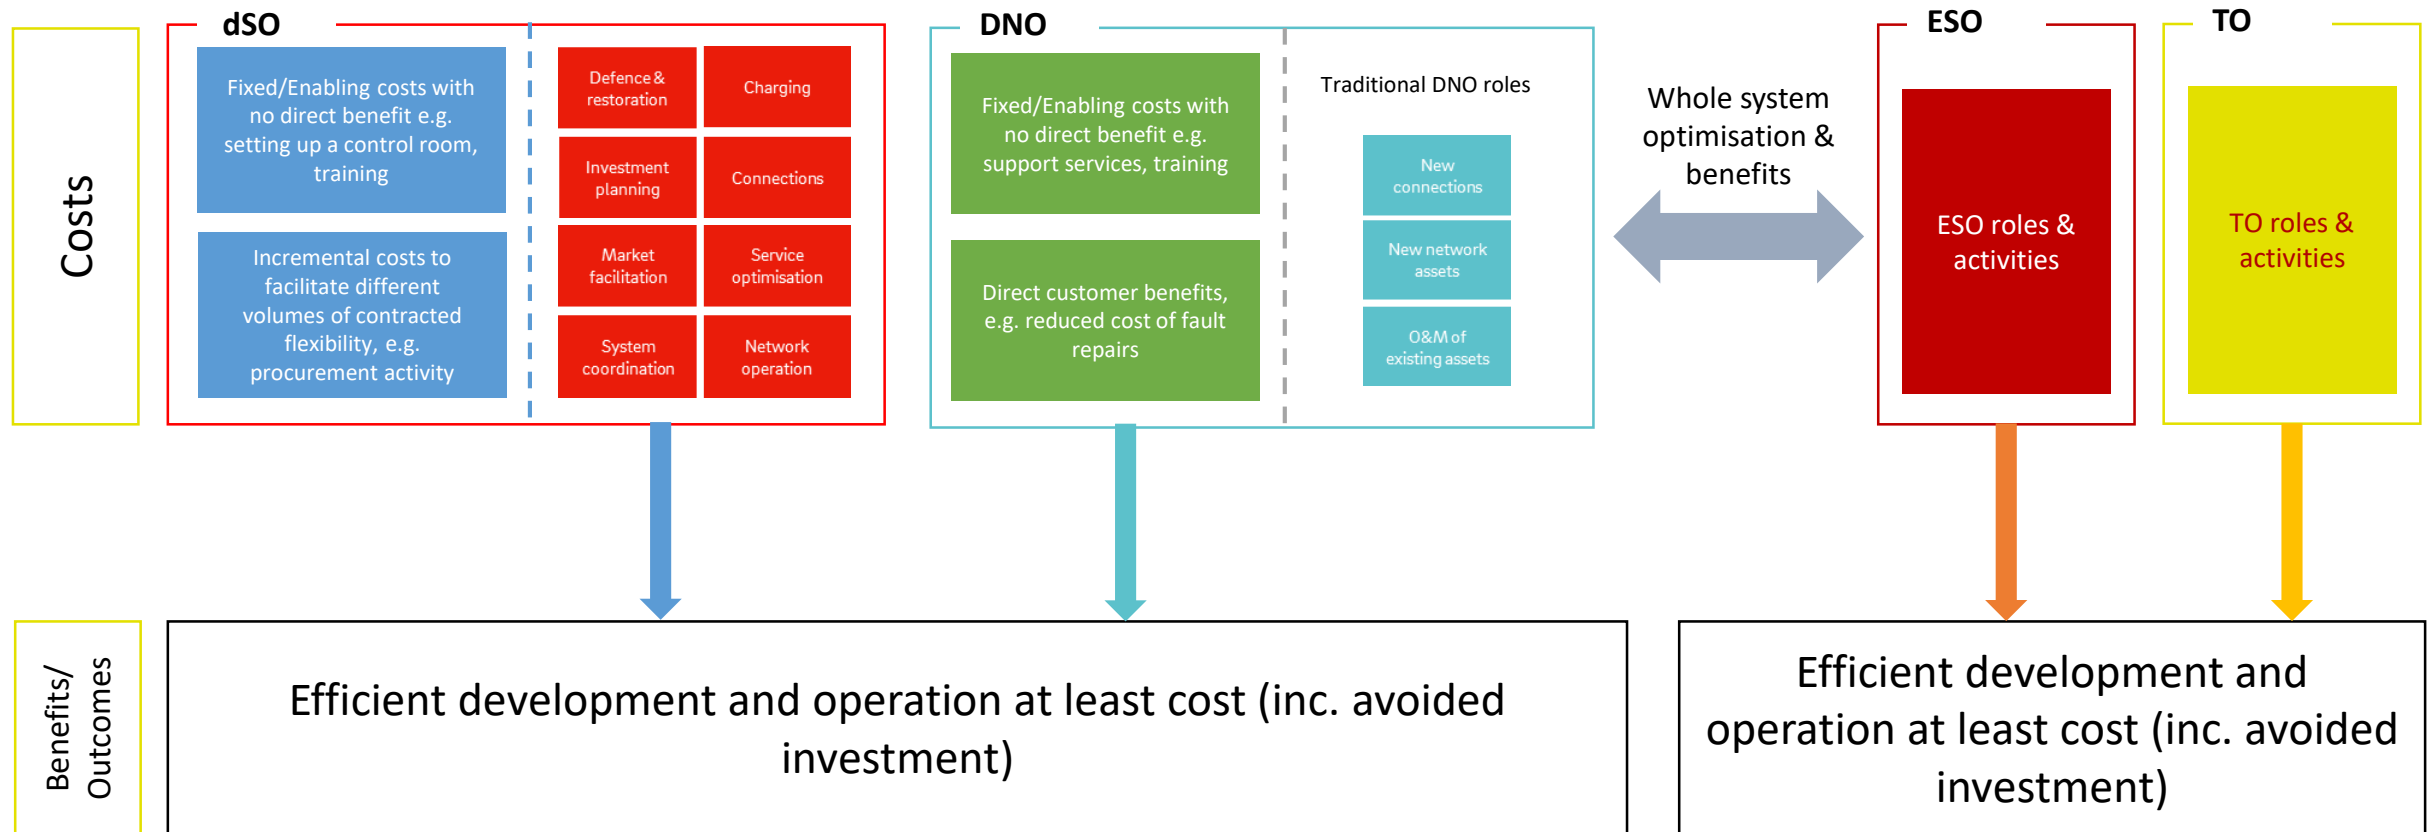 dSO
DNO
ESO
TO
Costs
Fixed/Enabling costs with
no direct benefit e.g.
setting up a control room,
training
Incremental costs to
facilitate different
volumes of contracted
flexibility, e.g.
procurement activity
Defence &
restoration
Charging
Investment
planning
Connections
Market
facilitation
Service
optimisation
System
coordination
Network
operation
Fixed/Enabling costs with
no direct benefit e.g.
support services, training
Direct customer benefits,
e.g. reduced cost of fault
repairs
Traditional DNO roles
New
connections
New network
assets
O&M of
existing assets
Whole system
optimisation &
benefits
ESO roles &
activities
TO roles &
activities
Benefits/
Outcomes
Efficient development and operation at least cost (inc. avoided
investment)
Efficient development and
operation at least cost (inc. avoided
investment)